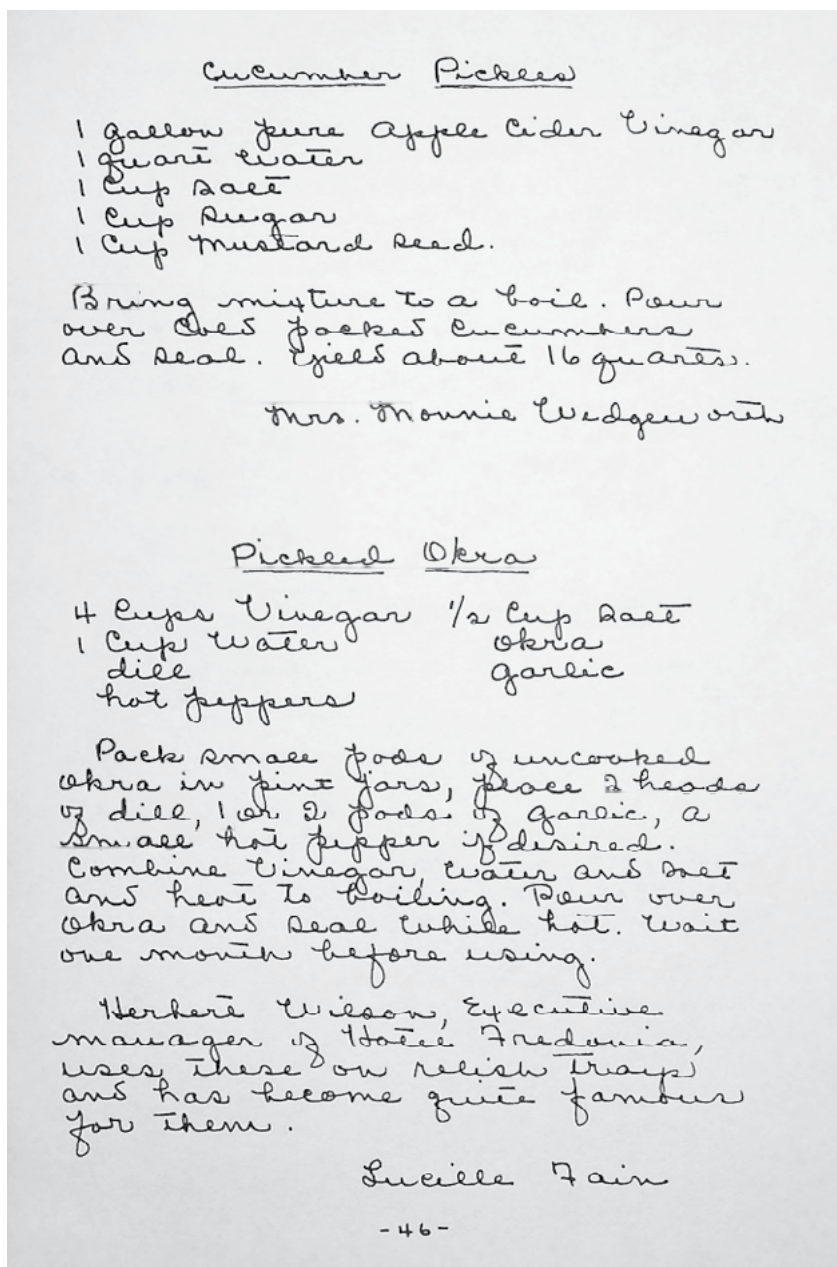 Cucumber Pickles
1 gallon pure Apple Cider Vinegar
1 quart Water
1 Cup Salt
1 Cup Sugar
1 Cup Mustard Seed.
Bring mixture to a boil. Pour
over Cold packed Cucumbers
and seal. Yield about 16 quarts.
Mrs. Monnie Wedgeworth
Pickled Okra
4 Cups Vinegar 1/2 Cup Salt
1 Cup Water okra
dill garlic
hot peppers
Pack small pods of uncooked
okra in pint jars, place 2 heads
of dill, 1 or 2 pods of garlic, a
small hot pepper if desired.
Combine Vinegar, Water and salt
and heat to boiling. Pour over
Okra and seal While hot. Wait
one month before using.
Herbert Wilson, Executive
manager of Hotel Fredonia,
uses these on relish trays
and has become quite famous
for them.
Lucille Fain
-46-